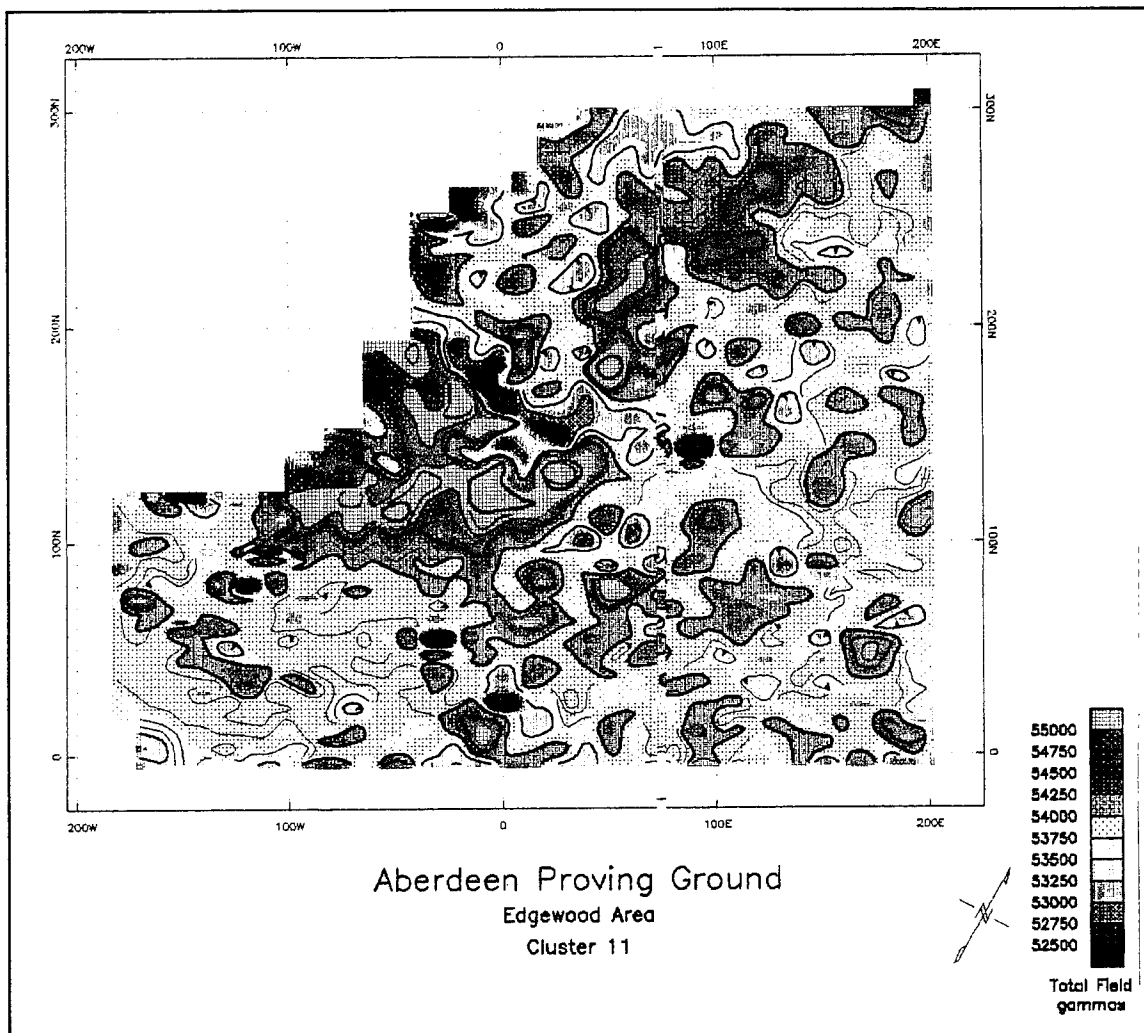 200W 100W 0 100E 200E
300N 300N
200N 200N
100N 100N
0 0
200W 100W 0 100E 200E
Aberdeen Proving Ground
Edgewood Area
Cluster 11
N
55000
54750
54500
54250
54000
53750
53500
53250
53000
52750
52500
Total Field
gammas